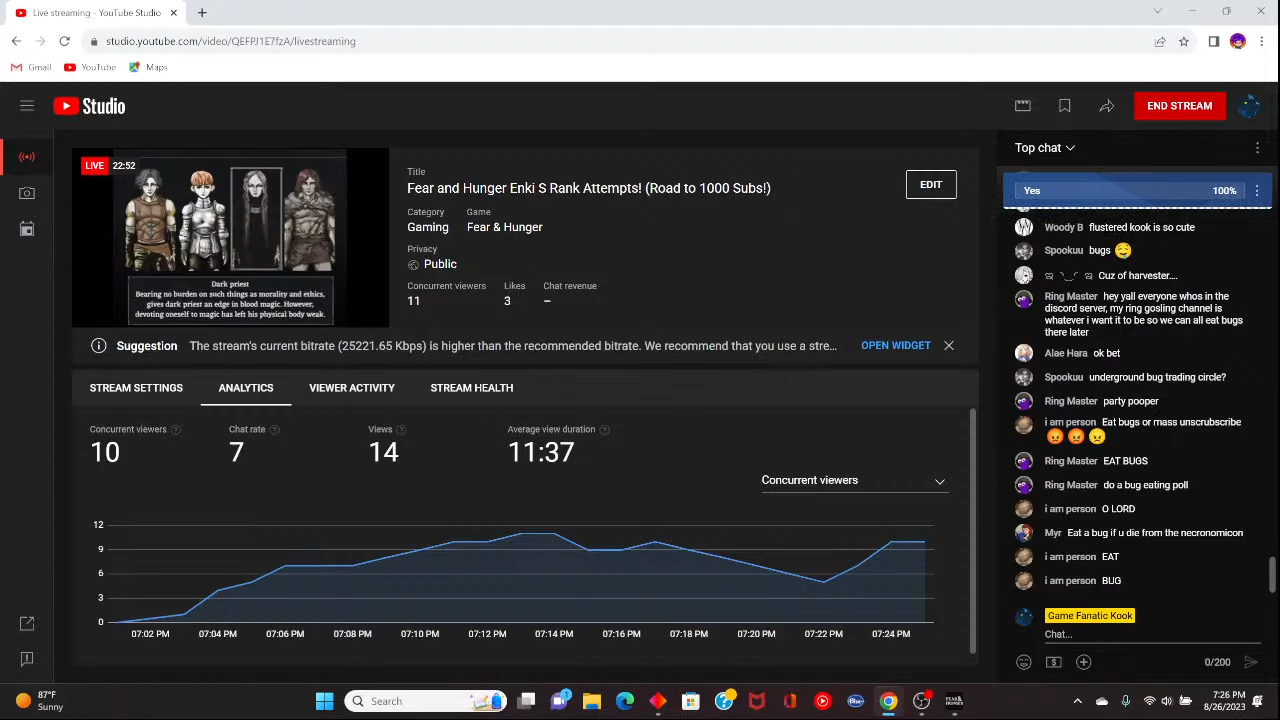 Live streaming - YouTube Studio
studio.youtube.com/video/QEFPJ1E7fzA/livestreaming
Gmail
YouTube
Maps
Studio
END STREAM
LIVE 22:52
Dark priest
Bearing no burden on such things as morality and ethics,
gives dark priest an edge in blood magic. However,
devoting oneself to magic has left his physical body weak.
Title
Fear and Hunger Enki S Rank Attempts! (Road to 1000 Subs!)
EDIT
Category Game
Gaming Fear & Hunger
Privacy
Public
Concurrent viewers Likes Chat revenue
11 3 –
Suggestion The stream's current bitrate (25221.65 Kbps) is higher than the recommended bitrate. We recommend that you use a stre...
OPEN WIDGET
STREAM SETTINGS ANALYTICS VIEWER ACTIVITY STREAM HEALTH
Concurrent viewers Chat rate Views Average view duration
10 7 14 11:37
Concurrent viewers
12
9
6
3
0
07:02 PM 07:04 PM 07:06 PM 07:08 PM 07:10 PM 07:12 PM 07:14 PM 07:16 PM 07:18 PM 07:20 PM 07:22 PM 07:24 PM
Top chat
Yes 100%
Woody B flustered kook is so cute
Spookuu bugs
Cuz of harvester....
Ring Master hey yall everyone whos in the
discord server, my ring gosling channel is
whatever i want it to be so we can all eat bugs
there later
Alae Hara ok bet
Spookuu underground bug trading circle?
Ring Master party pooper
i am person Eat bugs or mass unscrubscribe
Ring Master EAT BUGS
Ring Master do a bug eating poll
i am person O LORD
Myr Eat a bug if u die from the necronomicon
i am person EAT
i am person BUG
Game Fanatic Kook
Chat...
0/200
87°F
Sunny
Search
1
FEAR & HUNGER
7:26 PM
8/26/2023